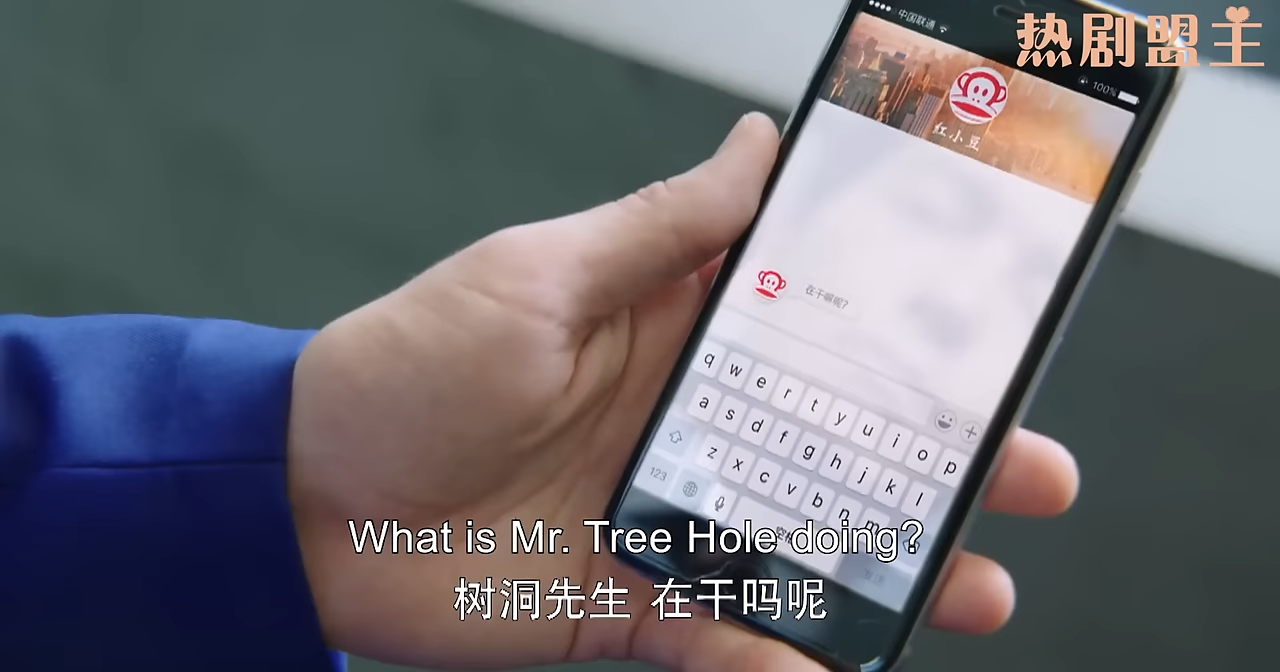 热剧盟主
中国联通
100%
红小豆
在干嘛呢?
q w e r t y u i o p
a s d f g h j k l
z x c v b n m
123
What is Mr. Tree Hole doing?
树洞先生 在干吗呢